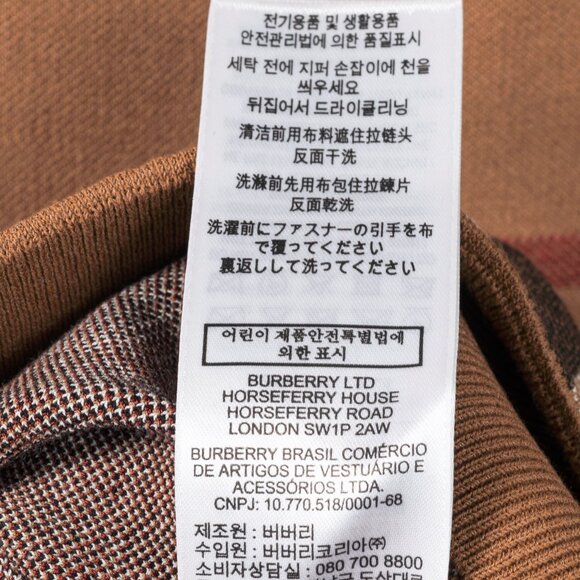 전기용품 및 생활용품
안전관리법에 의한 품질표시
세탁 전에 지퍼 손잡이에 천을
씌우세요
뒤집어서 드라이클리닝
清洁前用布料遮住拉链头
反面干洗
洗滌前先用布包住拉鍊片
反面乾洗
洗濯前にファスナーの引手を布
で覆ってください
裏返しして洗ってください
어린이 제품안전특별법에
의한 표시
BURBERRY LTD
HORSEFERRY HOUSE
HORSEFERRY ROAD
LONDON SW1P 2AW
BURBERRY BRASIL COMÉRCIO
DE ARTIGOS DE VESTUÁRIO E
ACESSÓRIOS LTDA.
CNPJ: 10.770.518/0001-68
제조원 : 버버리
수입원 : 버버리코리아㈜
소비자상담실 : 080 700 8800